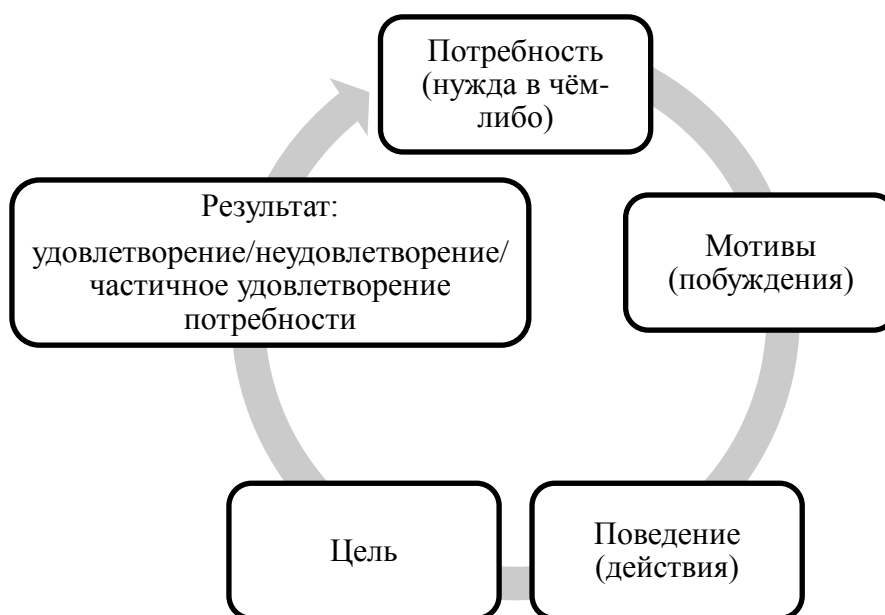 Потребность
(нужда в чём-
либо)
Мотивы
(побуждения)
Поведение
(действия)
Цель
Результат:
удовлетворение/неудовлетворение/
частичное удовлетворение
потребности